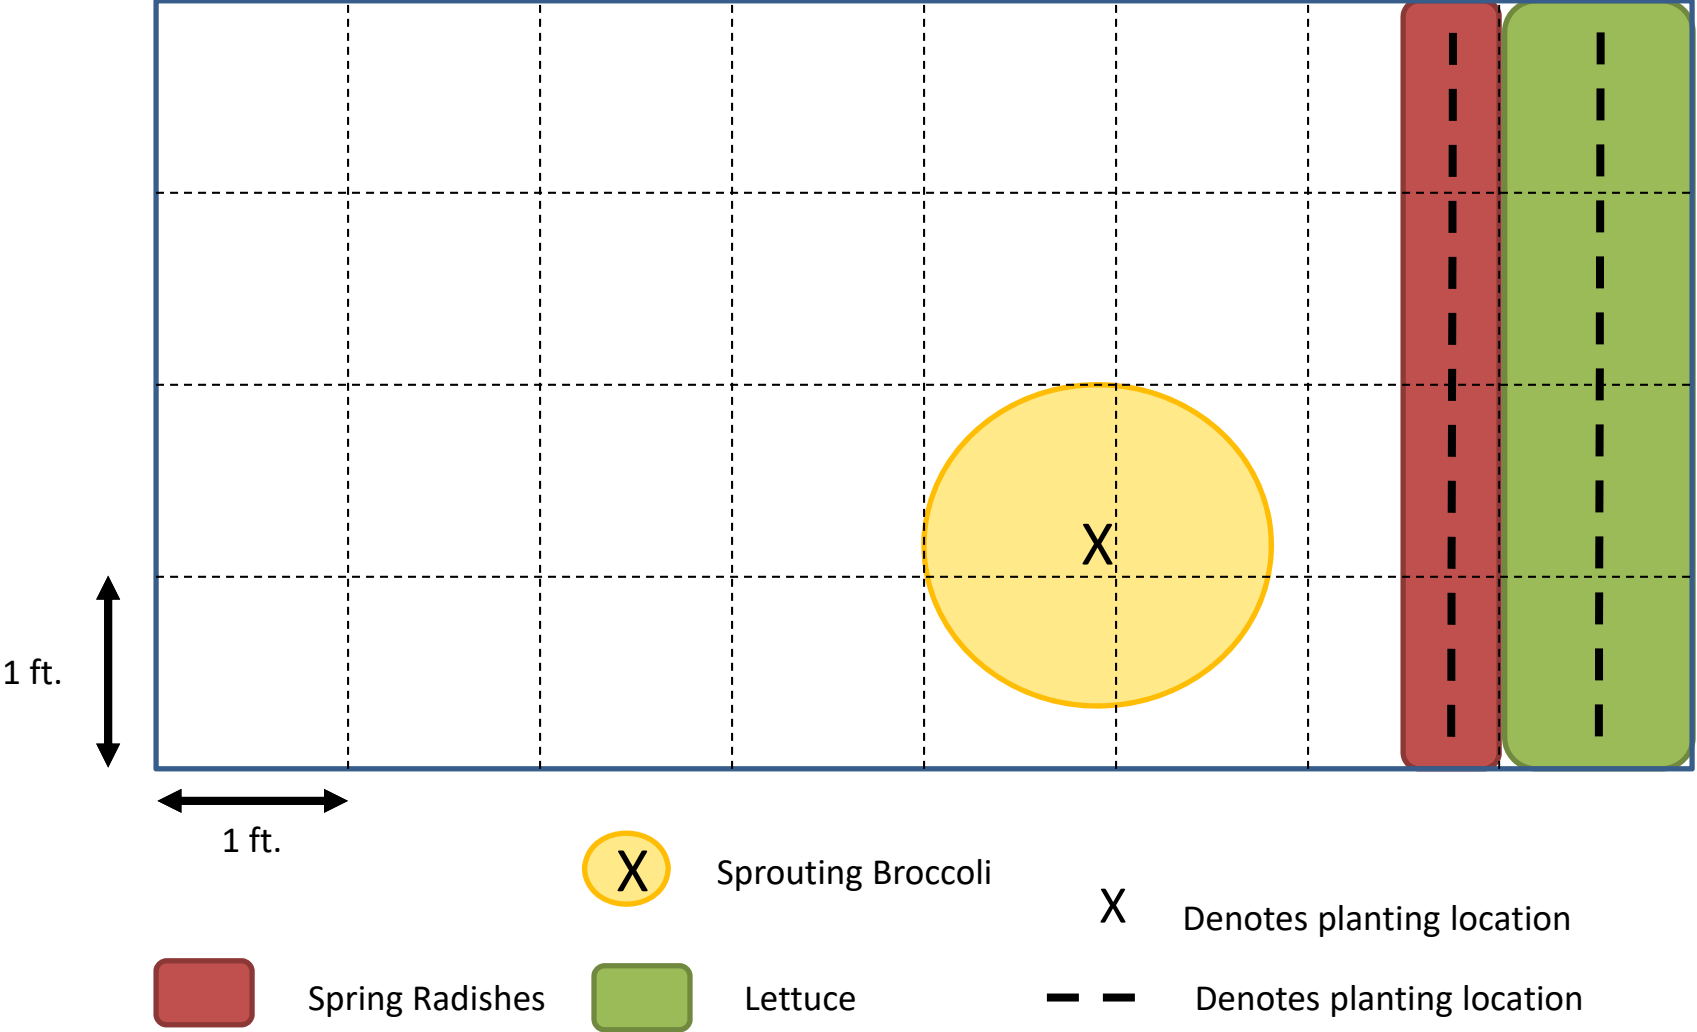 X
1 ft.
1 ft.
X Sprouting Broccoli
X Denotes planting location
Spring Radishes
Lettuce
Denotes planting location